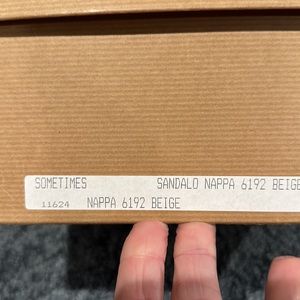 SOMETIMES SANDALO NAPPA 6192 BEIGE
11624 NAPPA 6192 BEIGE